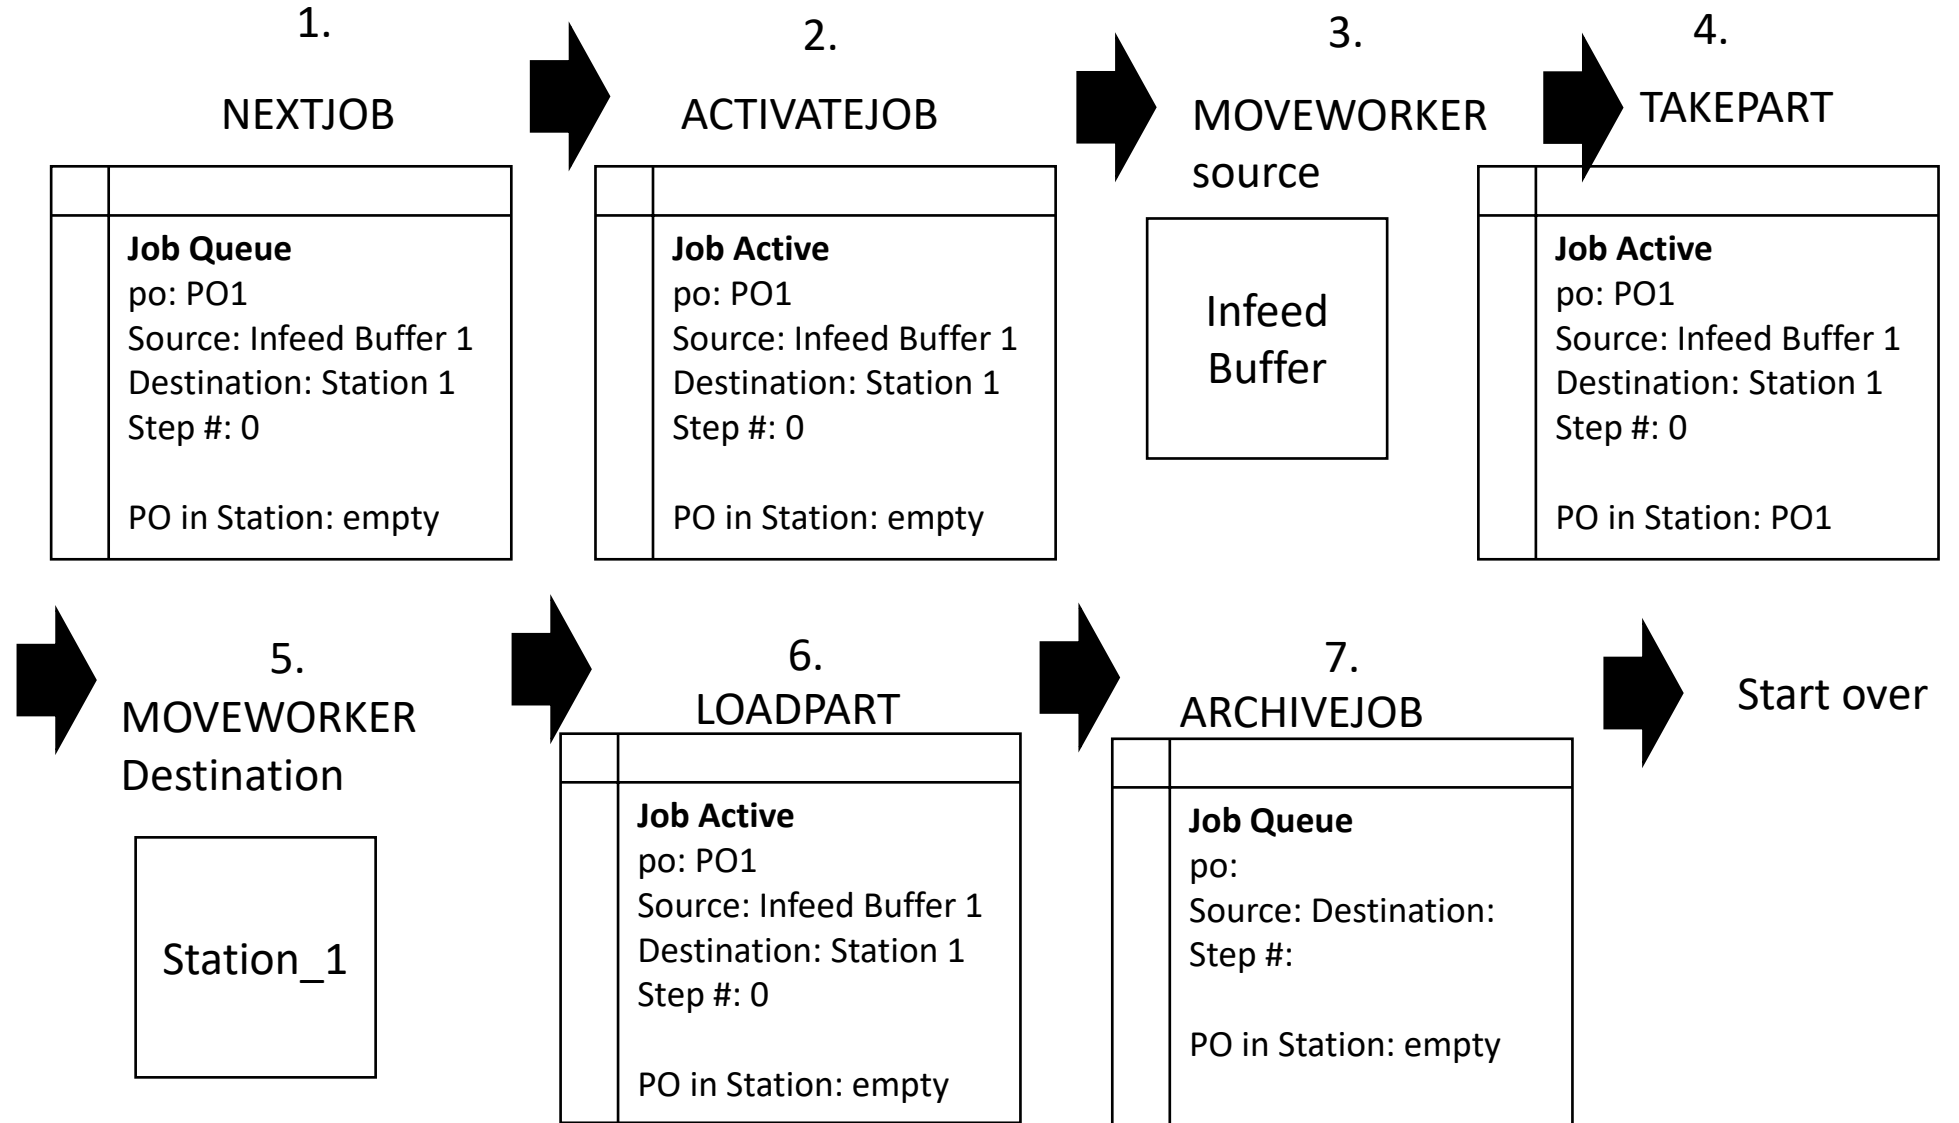 1.
NEXTJOB
Job Queue
po: PO1
Source: Infeed Buffer 1
Destination: Station 1
Step #: 0
PO in Station: empty
2.
ACTIVATEJOB
Job Active
po: PO1
Source: Infeed Buffer 1
Destination: Station 1
Step #: 0
PO in Station: empty
3.
MOVEWORKER
source
Infeed
Buffer
4.
TAKEPART
Job Active
po: PO1
Source: Infeed Buffer 1
Destination: Station 1
Step #: 0
PO in Station: PO1
5.
MOVEWORKER
Destination
Station_1
6.
LOADPART
Job Active
po: PO1
Source: Infeed Buffer 1
Destination: Station 1
Step #: 0
PO in Station: empty
7.
ARCHIVEJOB
Job Queue
po:
Source: Destination:
Step #:
PO in Station: empty
Start over